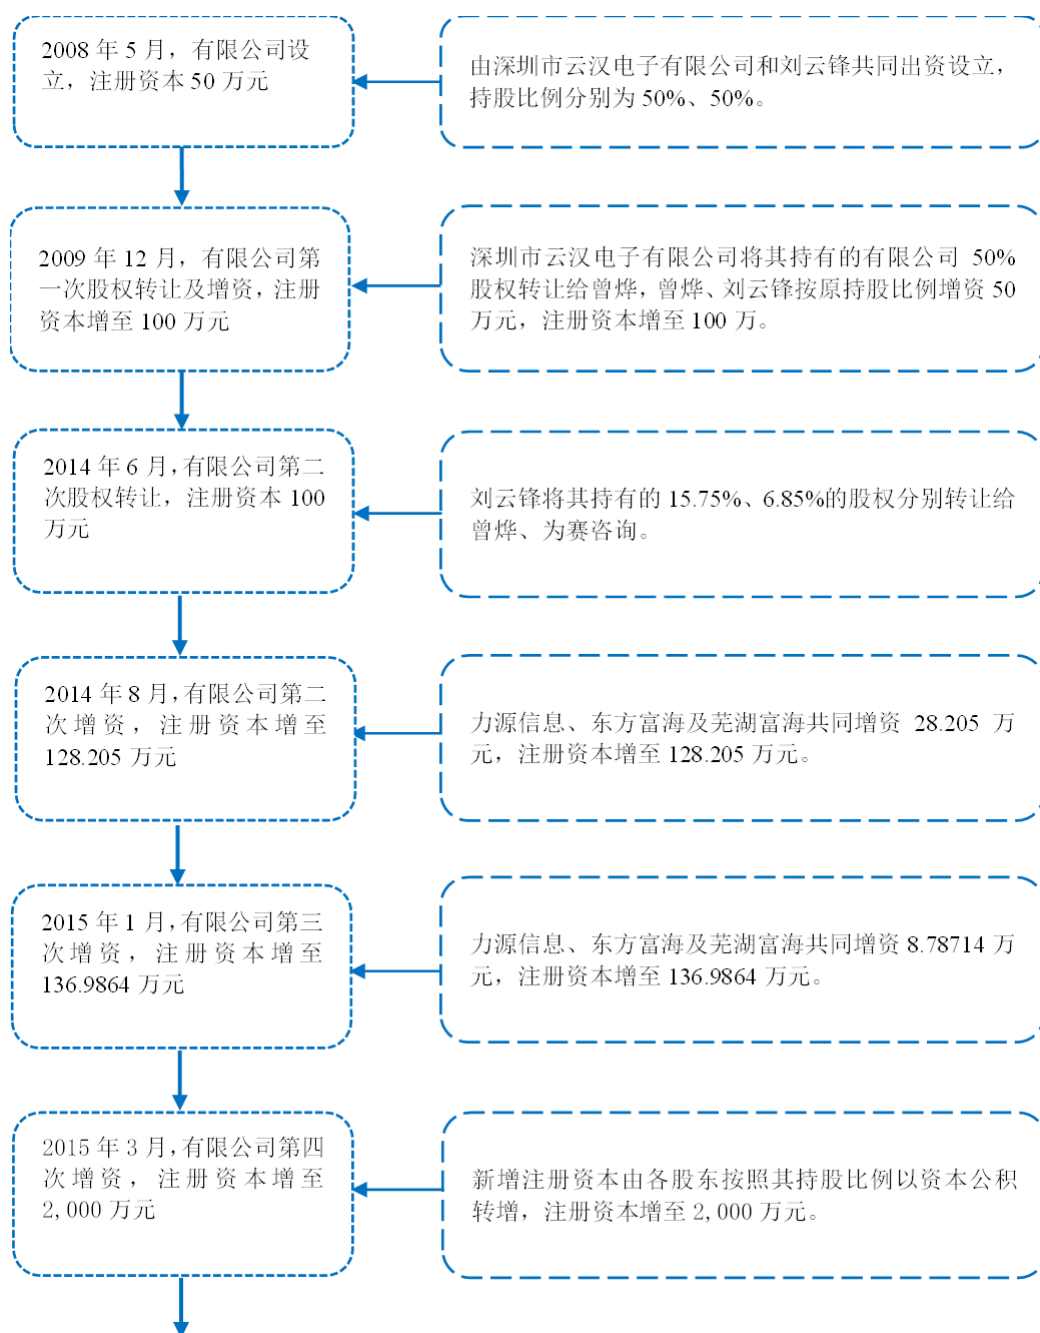 2008 年 5 月，有限公司设
立，注册资本 50 万元
由深圳市云汉电子有限公司和刘云锋共同出资设立，
持股比例分别为 50%、50%。
2009 年 12 月，有限公司第
一次股权转让及增资，注册
资本增至 100 万元
深圳市云汉电子有限公司将其持有的有限公司 50%
股权转让给曾烨，曾烨、刘云锋按原持股比例增资 50
万元，注册资本增至 100 万。
2014 年 6 月，有限公司第二
次股权转让，注册资本 100
万元
刘云锋将其持有的 15.75%、6.85%的股权分别转让给
曾烨、为赛咨询。
2014 年 8 月，有限公司第二
次增资，注册资本增至
128.205 万元
力源信息、东方富海及芜湖富海共同增资 28.205 万
元，注册资本增至 128.205 万元。
2015 年 1 月，有限公司第三
次增资，注册资本增至
136.9864 万元
力源信息、东方富海及芜湖富海共同增资 8.78714 万
元，注册资本增至 136.9864 万元。
2015 年 3 月，有限公司第四
次增资，注册资本增至
2,000 万元
新增注册资本由各股东按照其持股比例以资本公积
转增，注册资本增至 2,000 万元。